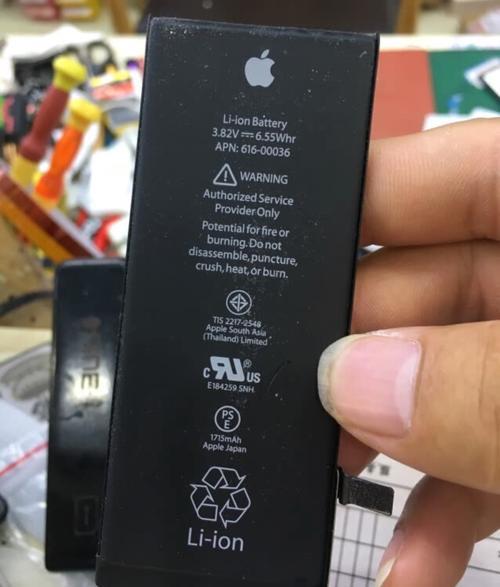 Li-ion Battery
3.82V ⎓ 6.55Whr
APN: 616-00036
WARNING
Authorized Service
Provider Only
Potential for fire or
burning. Do not
disassemble, puncture,
crush, heat, or burn.
TIS 2217-2548
Apple South Asia
(Thailand) Limited
c RU® US
E184259 SNH
PS
E
1715mAh
Apple Japan
Li-ion